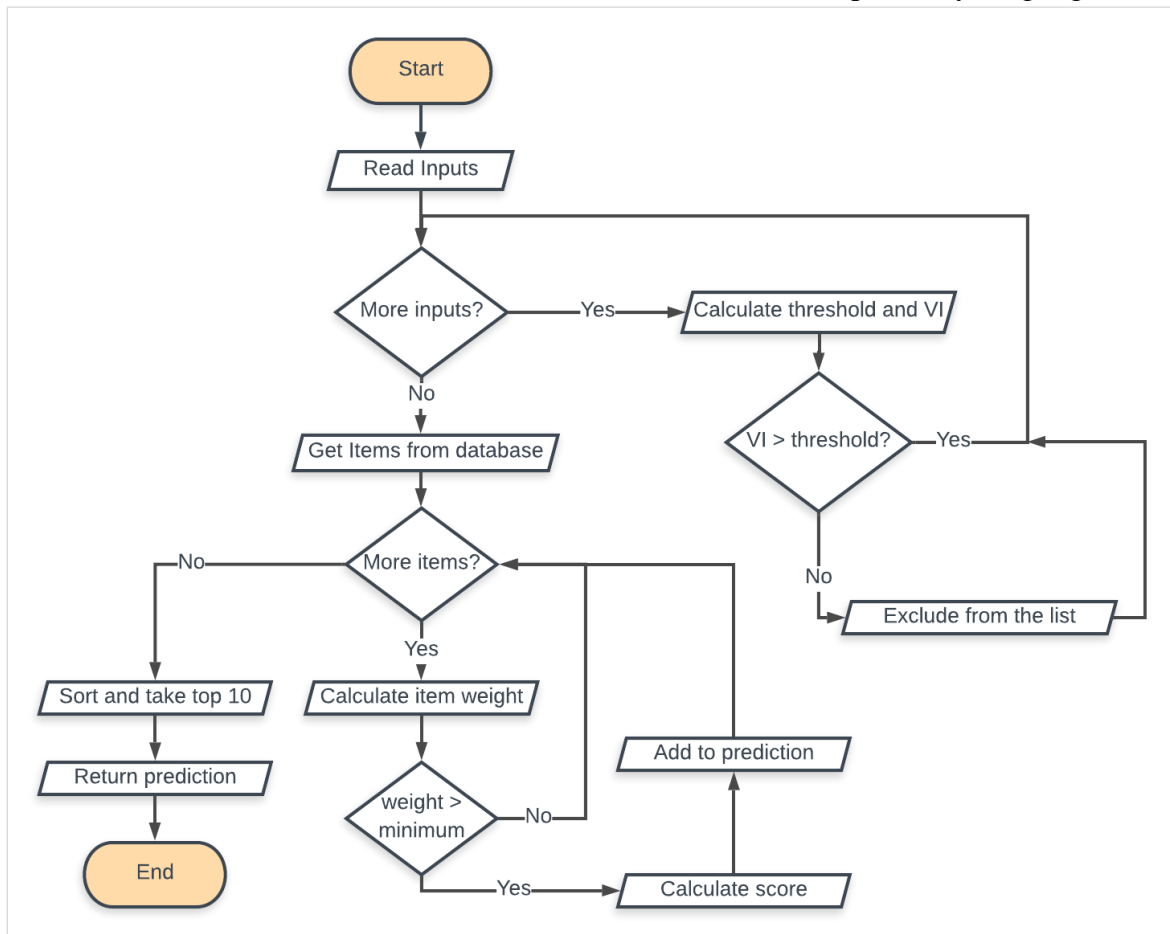 Start
Read Inputs
More inputs?
Yes
Calculate threshold and VI
No
VI > threshold?
Yes
Get Items from database
No
More items?
No
Exclude from the list
Yes
Sort and take top 10
Calculate item weight
Add to prediction
Return prediction
weight >
minimum
No
End
Yes
Calculate score